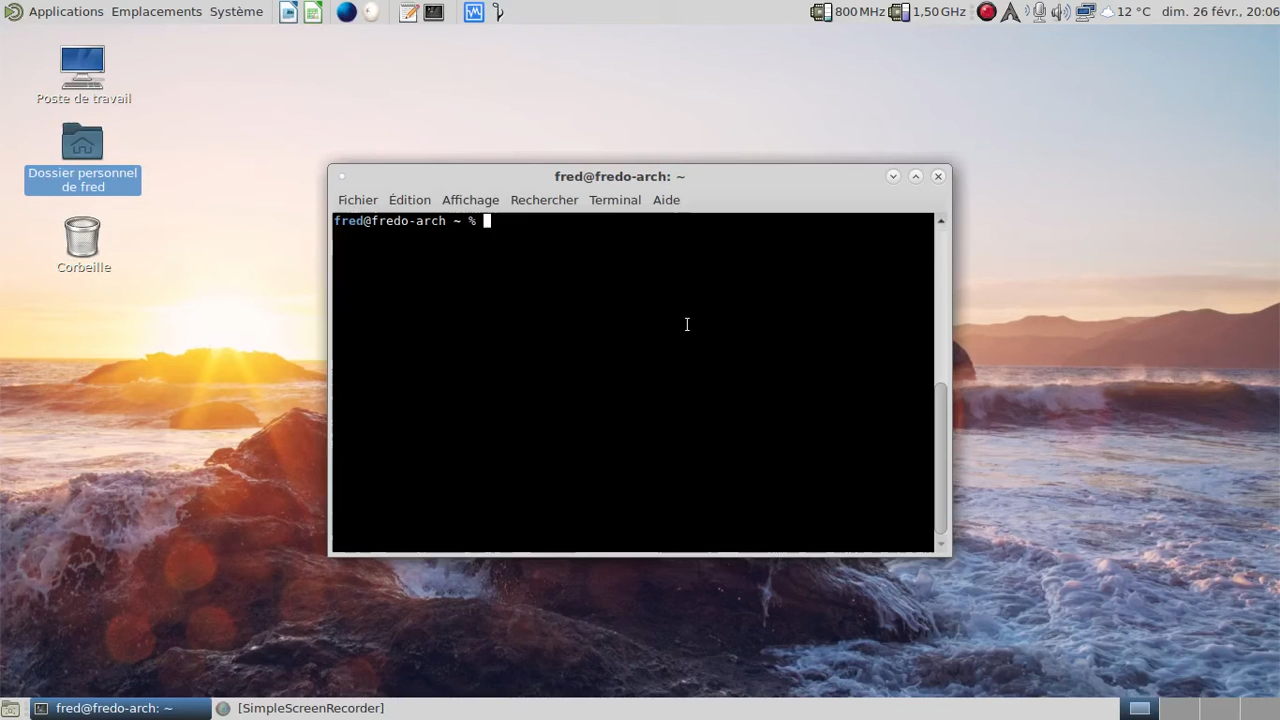 Applications Emplacements Système 800 MHz 1,50 GHz 12 °C dim. 26 févr., 20:06
Poste de travail
Dossier personnel
de fred
Corbeille
fred@fredo-arch: ~
Fichier Édition Affichage Rechercher Terminal Aide
fred@fredo-arch ~ %
fred@fredo-arch: ~ [SimpleScreenRecorder]